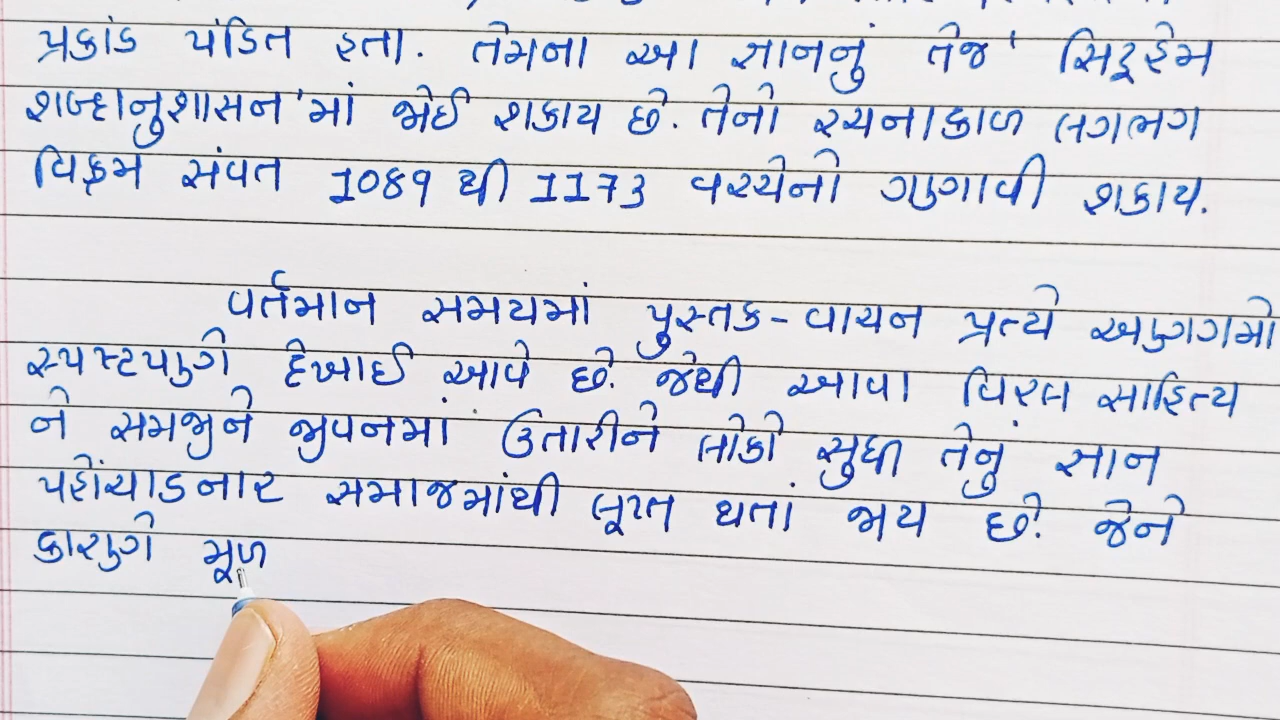 પ્રકાંડ પંડિત હતા. તેમના આ જ્ઞાનનું તેજ 'સિદ્ધહેમ
શબ્દાનુશાસન'માં જોઈ શકાય છે. તેનો રચનાકાળ લગભગ
વિક્રમ સંવત 1089 થી 1173 વચ્ચેનો ગણાવી શકાય.
વર્તમાન સમયમાં પુસ્તક-વાચન પ્રત્યે અણગમો
સ્પષ્ટપણે દેખાઈ આવે છે. જેથી આવા વિરલ સાહિત્ય
ને સમજીને જીવનમાં ઉતારીને લોકો સુધી તેનું જ્ઞાન
પહોંચાડનાર સમાજમાંથી લૂપ્ત થતાં જાય છે. જેને
કારણે મૂળ